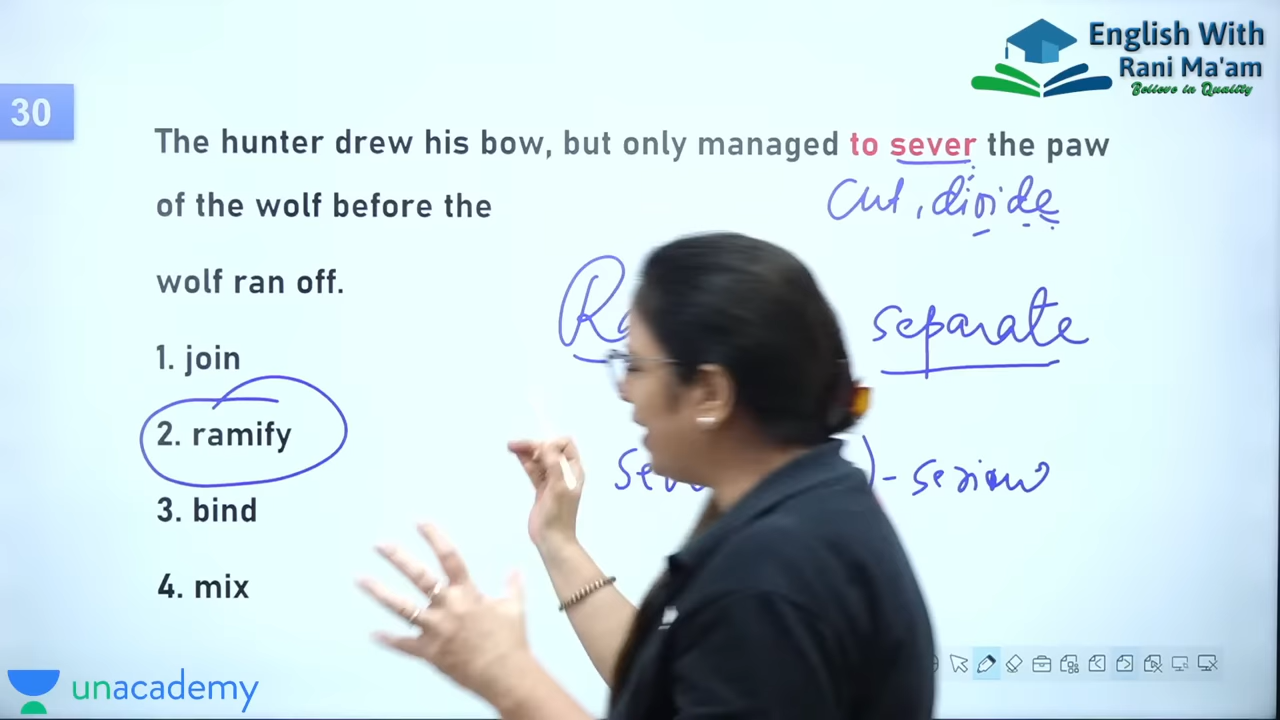 English With
Rani Ma'am
Believe in Quality
30
The hunter drew his bow, but only managed to sever the paw
cut, divide
of the wolf before the
wolf ran off.
separate
1. join
2. ramify
3. bind
4. mix
unacademy